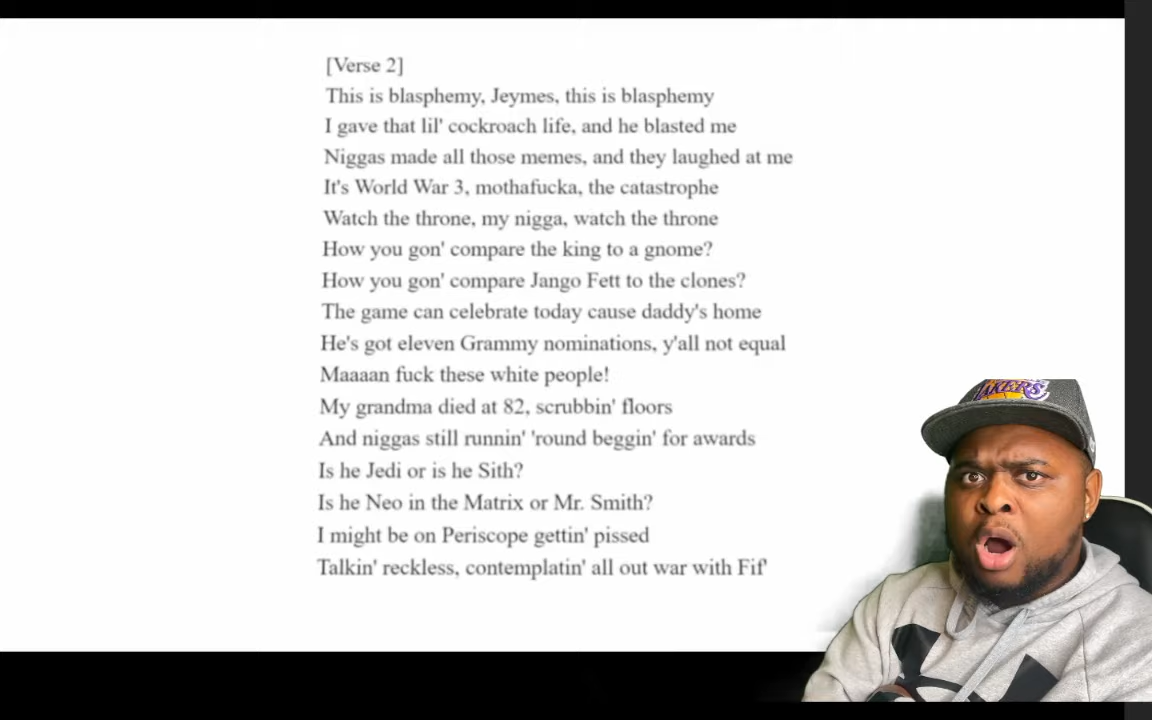 [Verse 2]
This is blasphemy, Jeymes, this is blasphemy
I gave that lil' cockroach life, and he blasted me
Niggas made all those memes, and they laughed at me
It's World War 3, mothafucka, the catastrophe
Watch the throne, my nigga, watch the throne
How you gon' compare the king to a gnome?
How you gon' compare Jango Fett to the clones?
The game can celebrate today cause daddy's home
He's got eleven Grammy nominations, y'all not equal
Maaaan fuck these white people!
My grandma died at 82, scrubbin' floors
And niggas still runnin' 'round beggin' for awards
Is he Jedi or is he Sith?
Is he Neo in the Matrix or Mr. Smith?
I might be on Periscope gettin' pissed
Talkin' reckless, contemplatin' all out war with Fif'
LAKERS